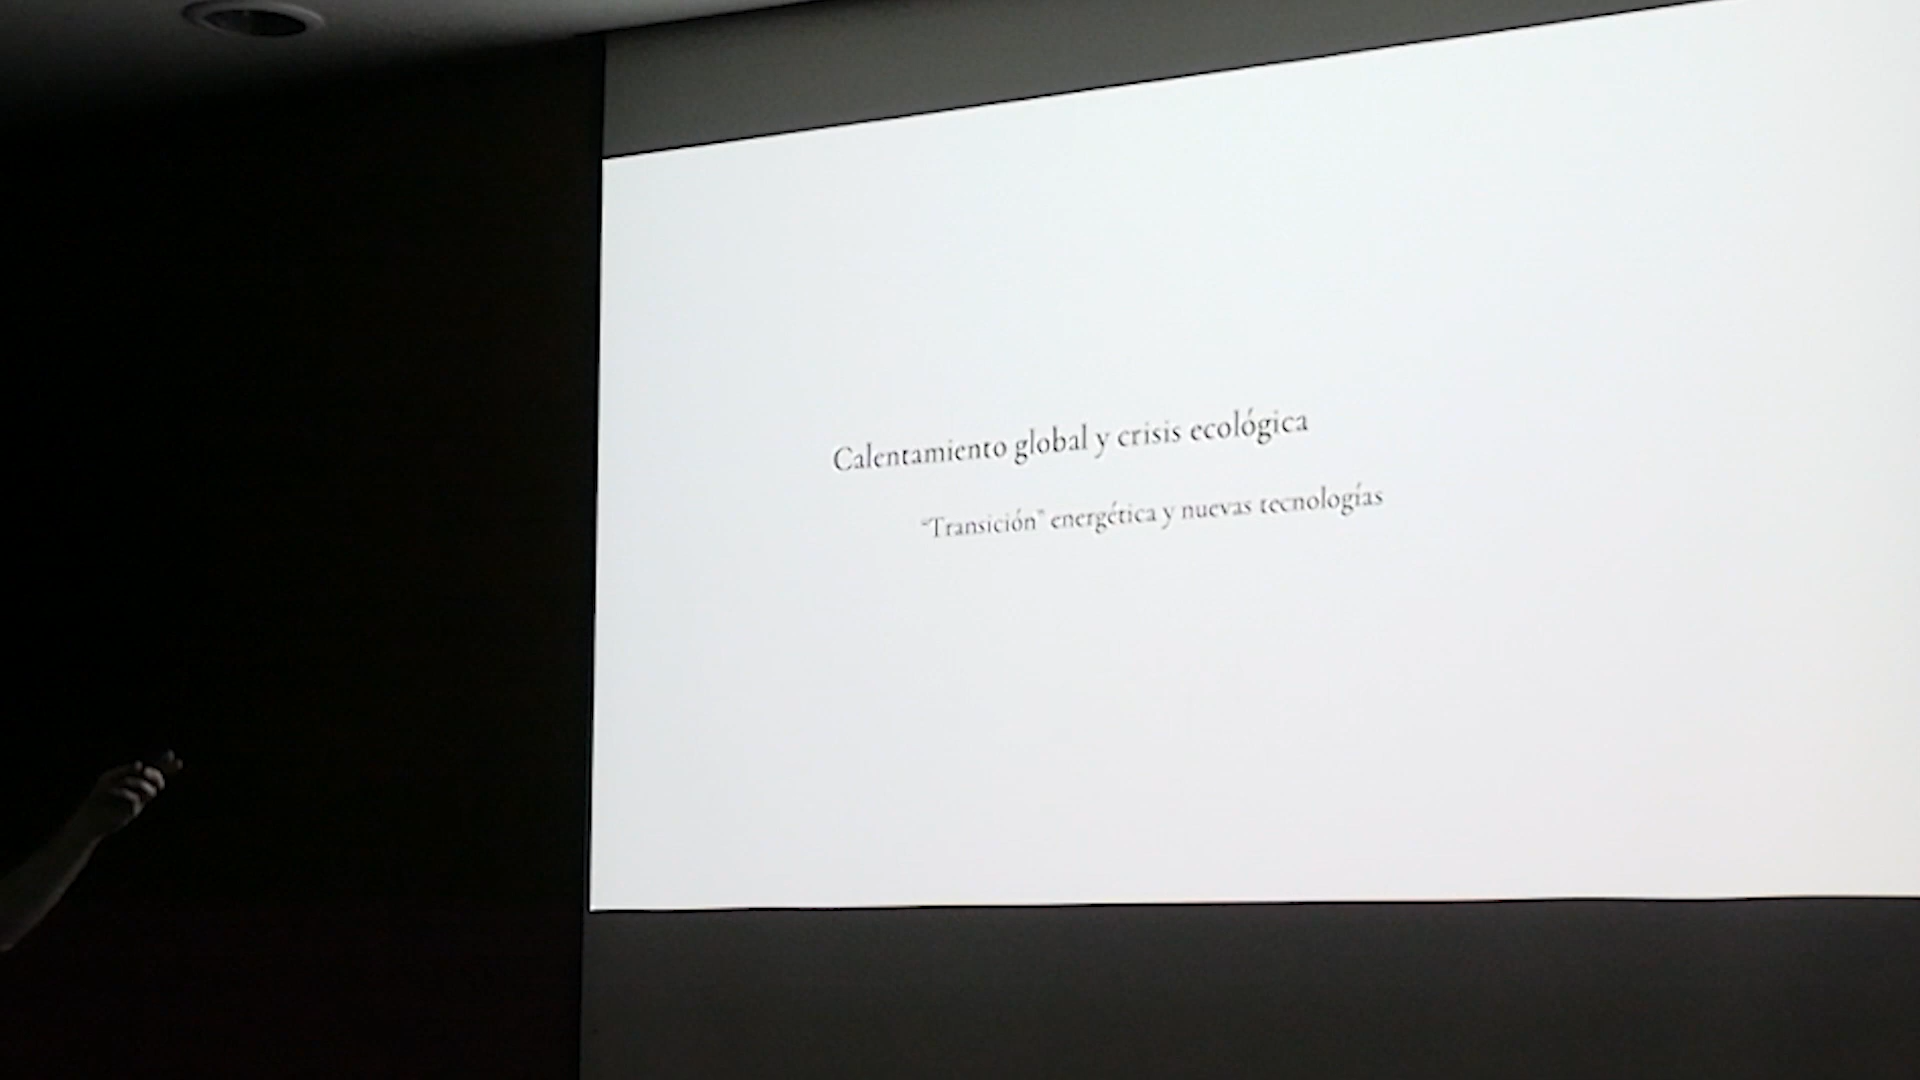 Calentamiento global y crisis ecológica
“Transición” energética y nuevas tecnologías